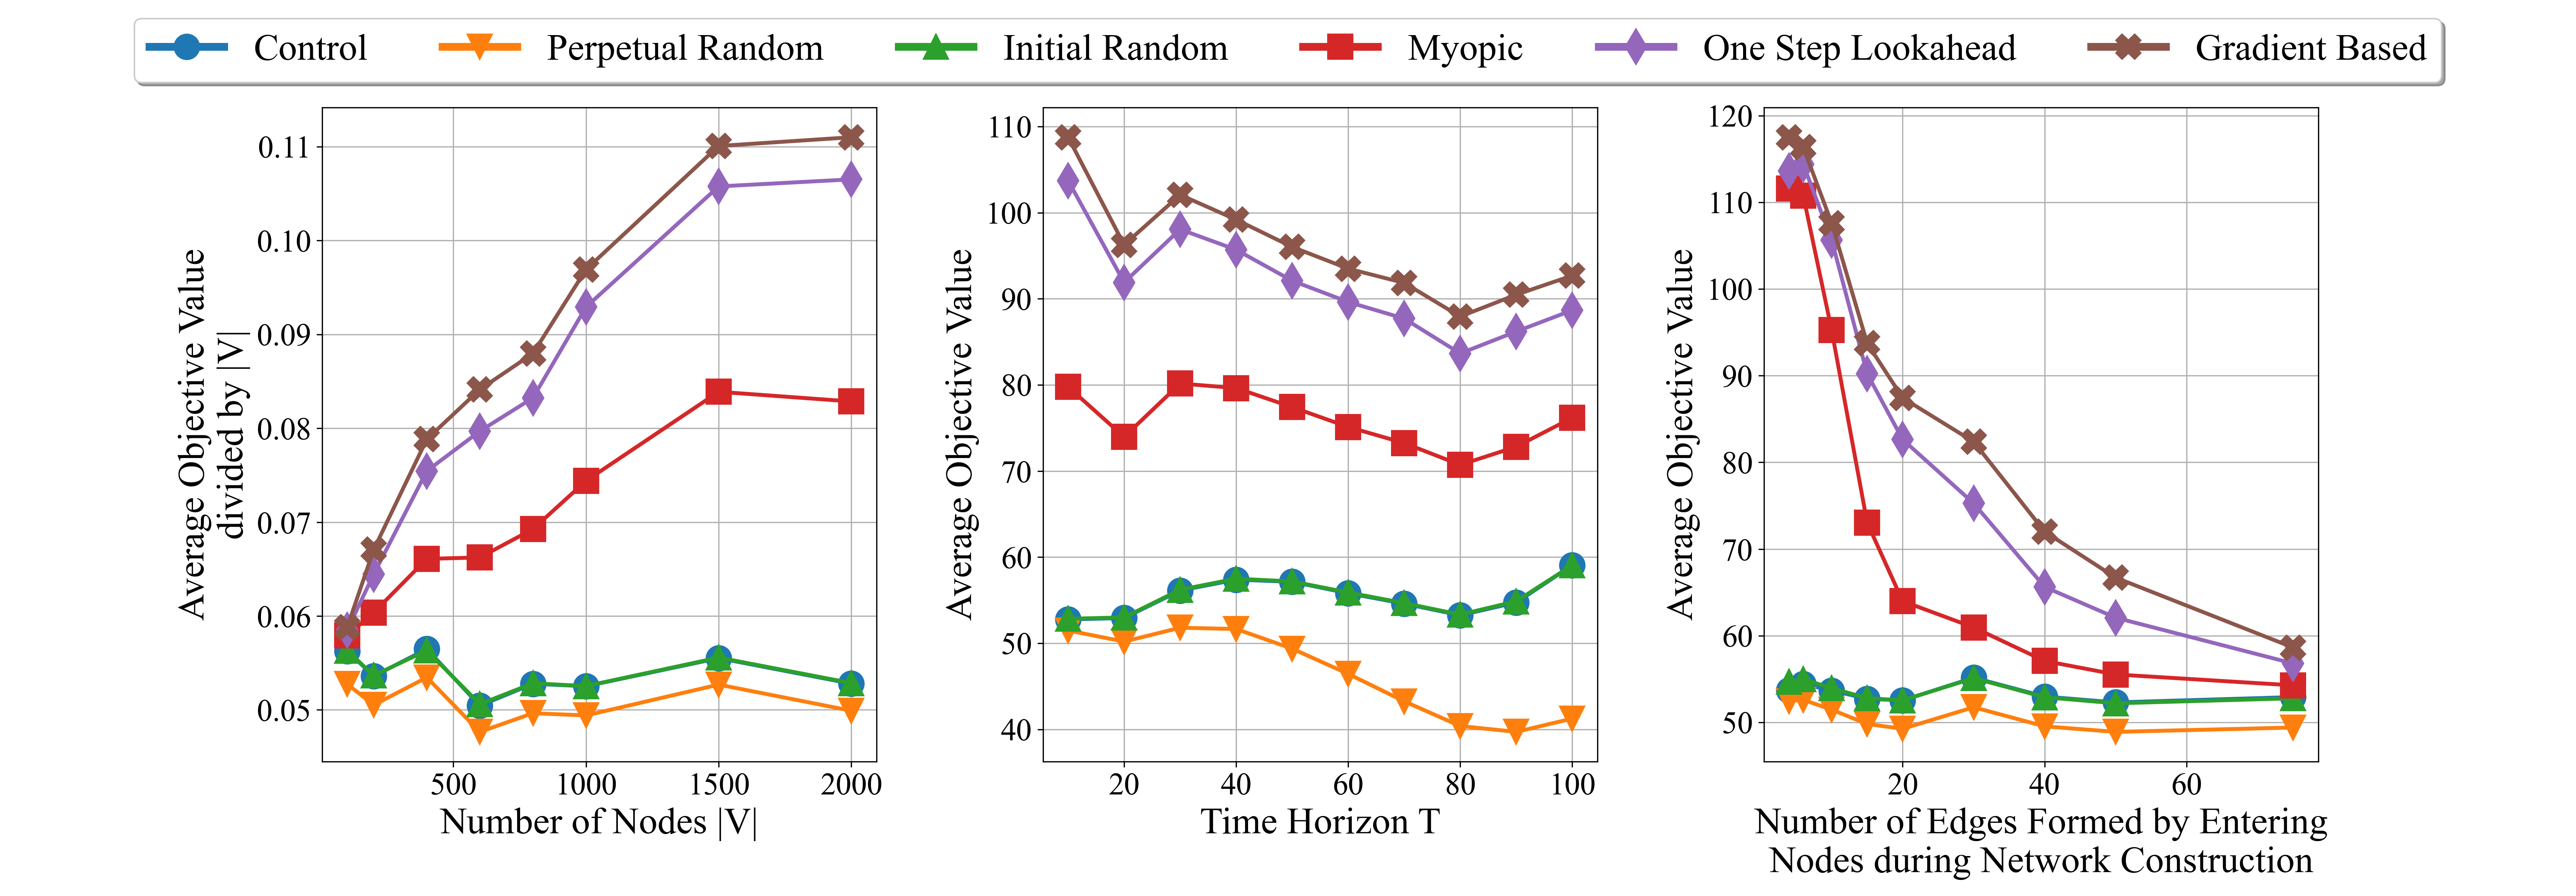 Control Perpetual Random Initial Random Myopic One Step Lookahead Gradient Based
Average Objective Value
divided by |V|
0.11
0.10
0.09
0.08
0.07
0.06
0.05
500 1000 1500 2000
Number of Nodes |V|
Average Objective Value
110
100
90
80
70
60
50
40
20 40 60 80 100
Time Horizon T
Average Objective Value
120
110
100
90
80
70
60
50
20 40 60
Number of Edges Formed by Entering
Nodes during Network Construction